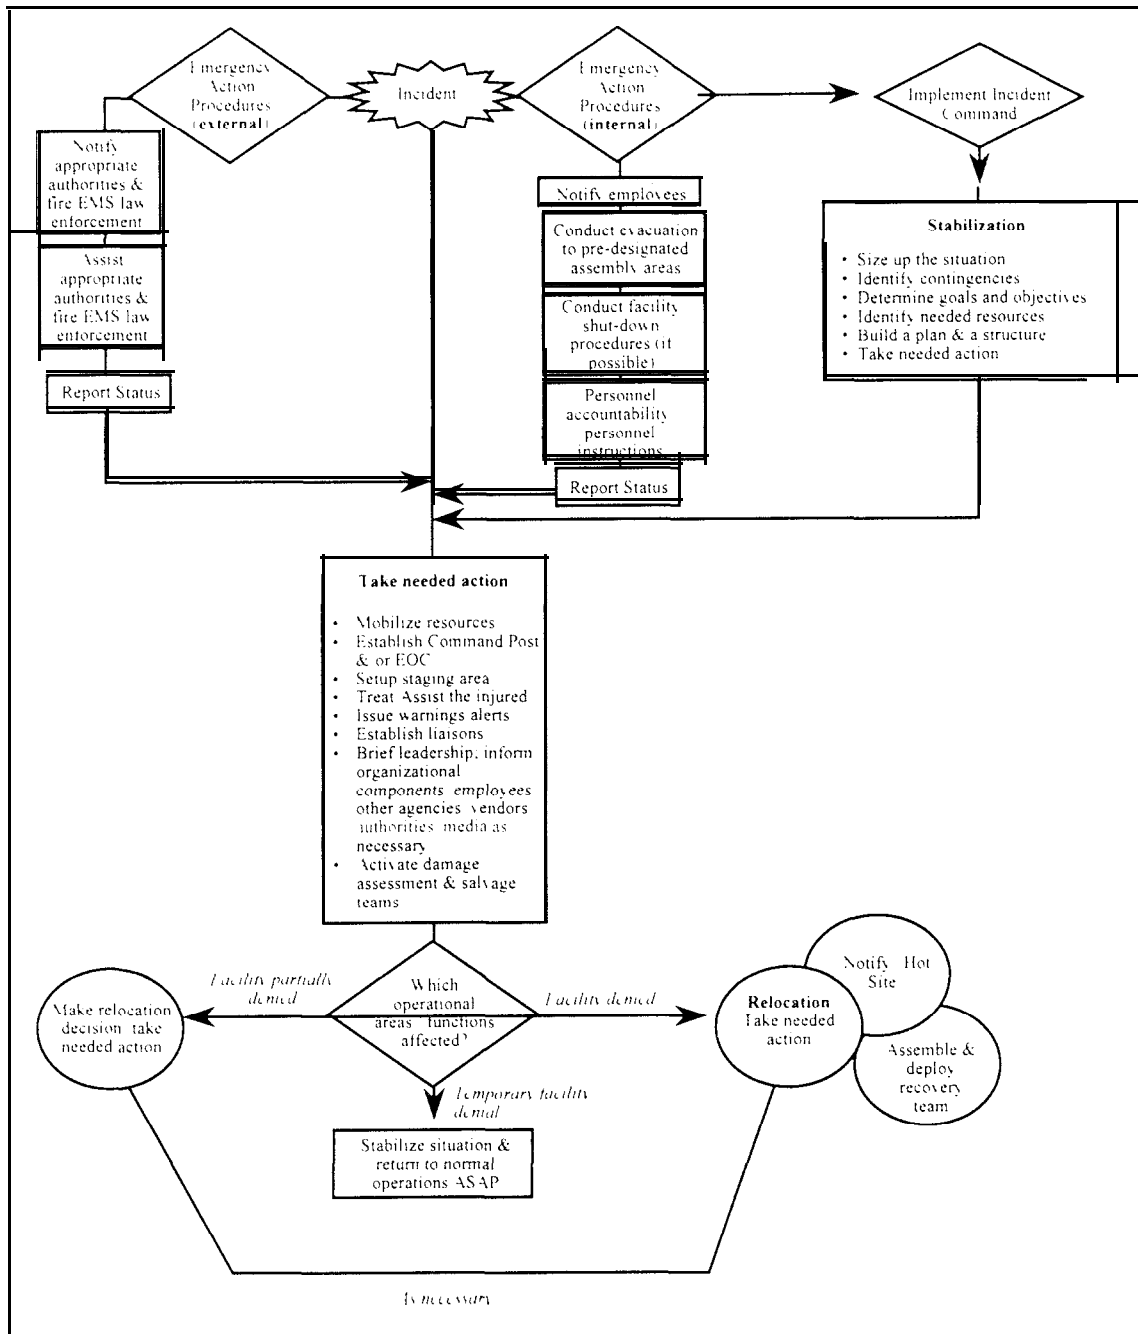 Emergency
Action
Procedures
(external)
Incident
Emergency
Action
Procedures
(internal)
Implement Incident
Command
Notify
appropriate
authorities &
fire EMS law
enforcement
Assist
appropriate
authorities &
fire EMS law
enforcement
Report Status
Notify employees
Conduct evacuation
to pre-designated
assembly areas
Conduct facility
shut-down
procedures (if
possible)
Personnel
accountability
personnel
instructions
Report Status
Stabilization
• Size up the situation
• Identify contingencies
• Determine goals and objectives
• Identify needed resources
• Build a plan & a structure
• Take needed action
Take needed action
• Mobilize resources
• Establish Command Post
& or EOC
• Setup staging area
• Treat Assist the injured
• Issue warnings alerts
• Establish liaisons
• Brief leadership; inform
organizational
components employees
other agencies vendors
authorities media as
necessary
• Activate damage
assessment & salvage
teams
Which
operational
areas functions
affected?
Facility partially
denied
Make relocation
decision take
needed action
Facility denied
Relocation
Take needed
action
Notify Hot
Site
Assemble &
deploy
recovery
team
Temporary facility
denial
Stabilize situation &
return to normal
operations ASAP
As necessary